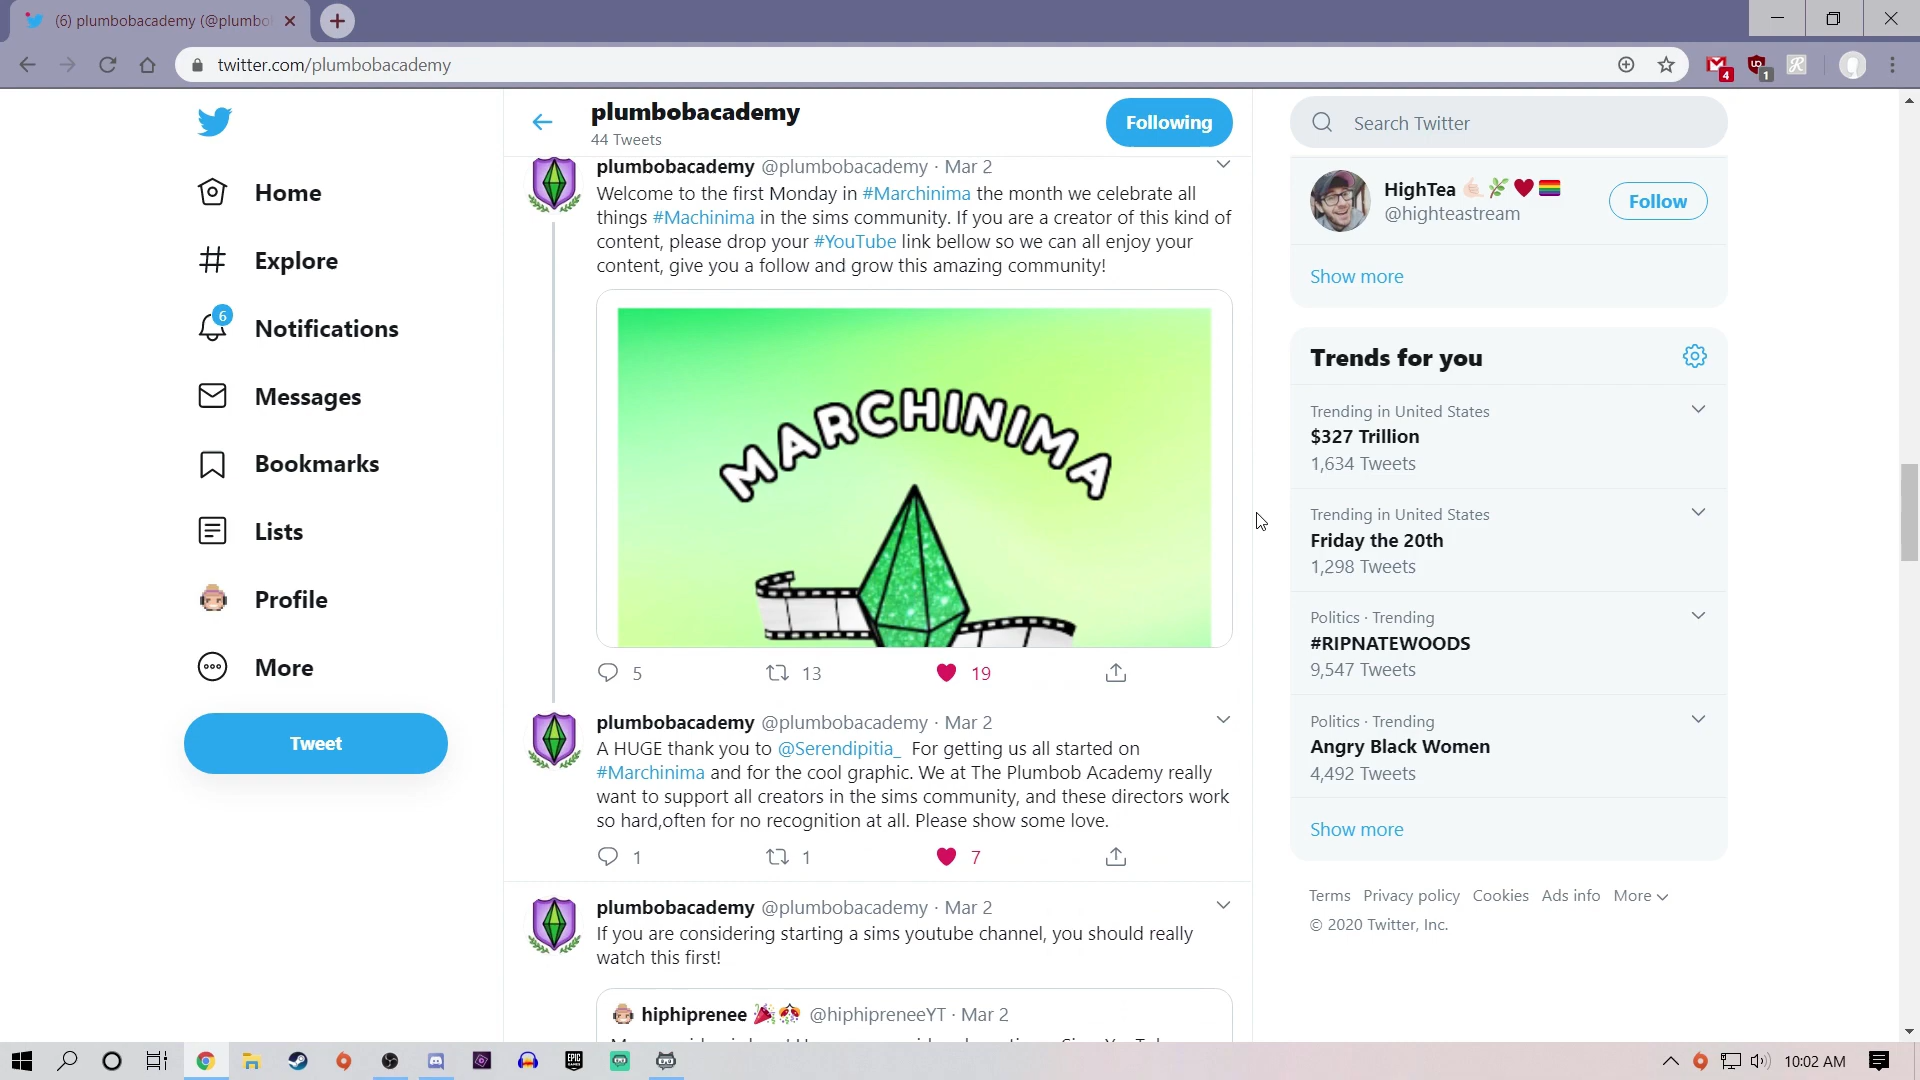 (6) plumbobacademy (@plumbo
twitter.com/plumbobacademy
4
1
Home
Explore
6
Notifications
Messages
Bookmarks
Lists
Profile
More
Tweet
plumbobacademy
44 Tweets
Following
plumbobacademy @plumbobacademy · Mar 2
Welcome to the first Monday in #Marchinima the month we celebrate all
things #Machinima in the sims community. If you are a creator of this kind of
content, please drop your #YouTube link bellow so we can all enjoy your
content, give you a follow and grow this amazing community!
MARCHINIMA
5 13 19
plumbobacademy @plumbobacademy · Mar 2
A HUGE thank you to @Serendipitia_ For getting us all started on
#Marchinima and for the cool graphic. We at The Plumbob Academy really
want to support all creators in the sims community, and these directors work
so hard,often for no recognition at all. Please show some love.
1 1 7
plumbobacademy @plumbobacademy · Mar 2
If you are considering starting a sims youtube channel, you should really
watch this first!
hiphiprenee @hiphipreneeYT · Mar 2
Search Twitter
HighTea
@highteastream
Follow
Show more
Trends for you
Trending in United States
$327 Trillion
1,634 Tweets
Trending in United States
Friday the 20th
1,298 Tweets
Politics · Trending
#RIPNATEWOODS
9,547 Tweets
Politics · Trending
Angry Black Women
4,492 Tweets
Show more
Terms Privacy policy Cookies Ads info More
© 2020 Twitter, Inc.
EPIC
10:02 AM